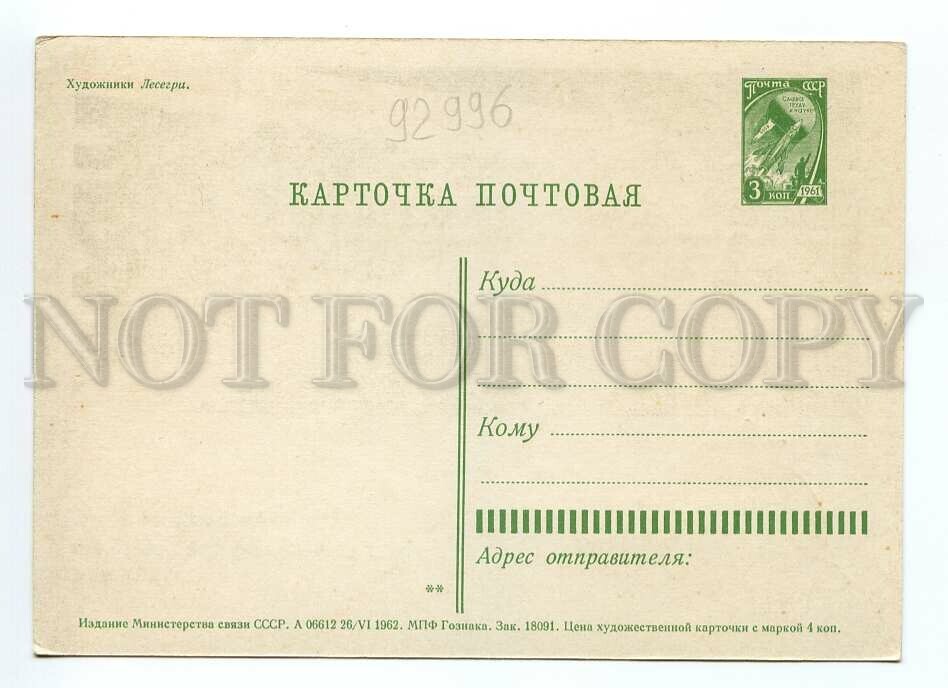 Художники Лесегри.
92996
Почта СССР
СЛАВА
ТРУДУ
И НАУКЕ
3 коп 1961
КАРТОЧКА ПОЧТОВАЯ
Куда
NOT FOR COPY
Кому
Адрес отправителя:
**
Издание Министерства связи СССР. А 06612 26/VI 1962. МПФ Гознака. Зак. 18091. Цена художественной карточки с маркой 4 коп.